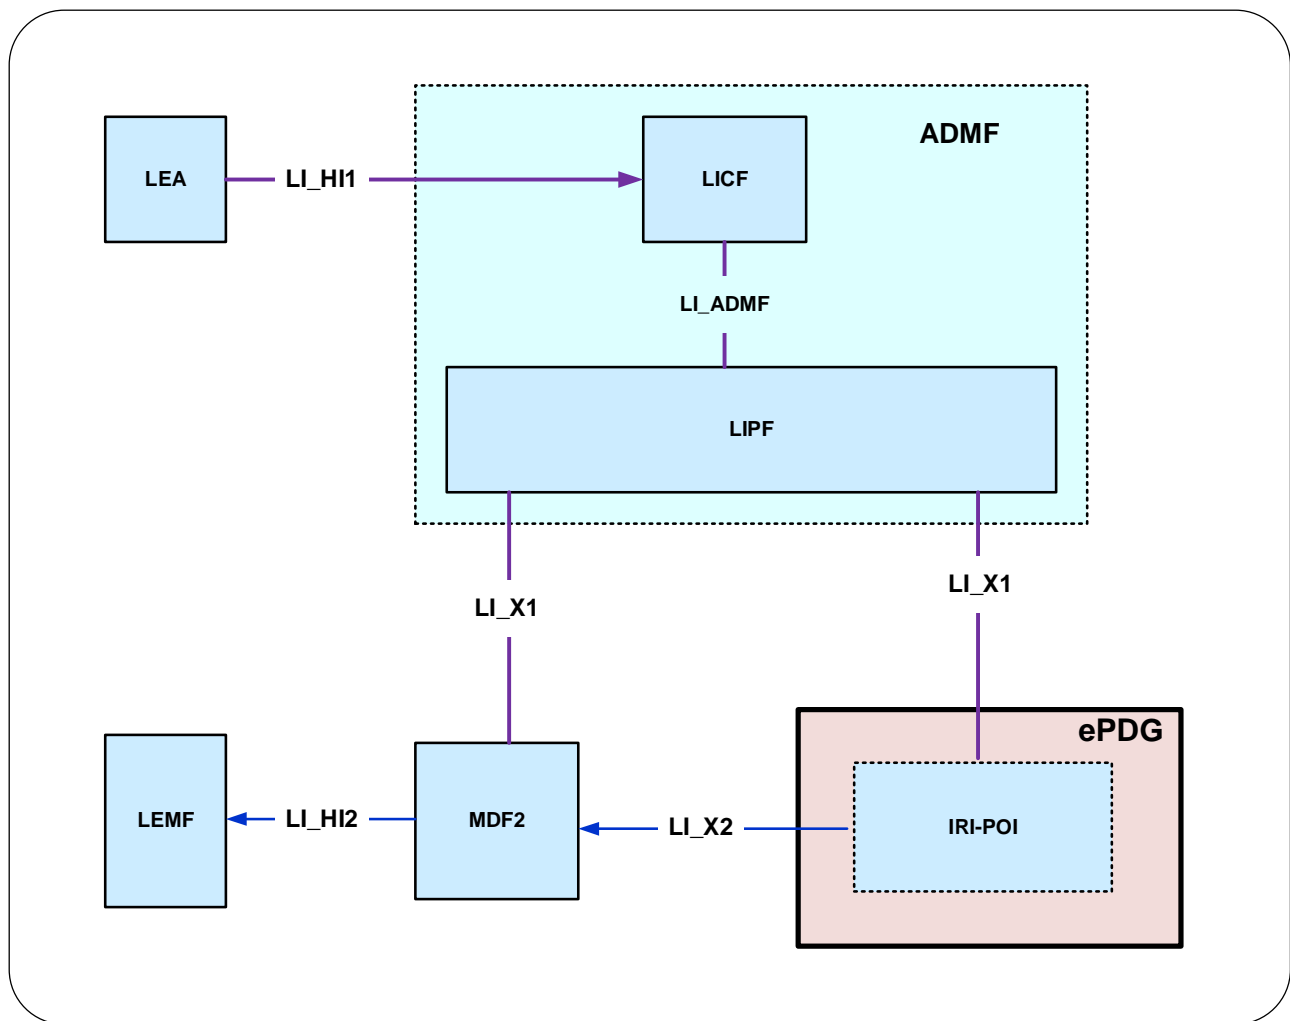 ADMF
LEA
LI_HI1
LICF
LI_ADMF
LIPF
LI_X1
LI_X1
ePDG
LEMF
LI_HI2
MDF2
LI_X2
IRI-POI